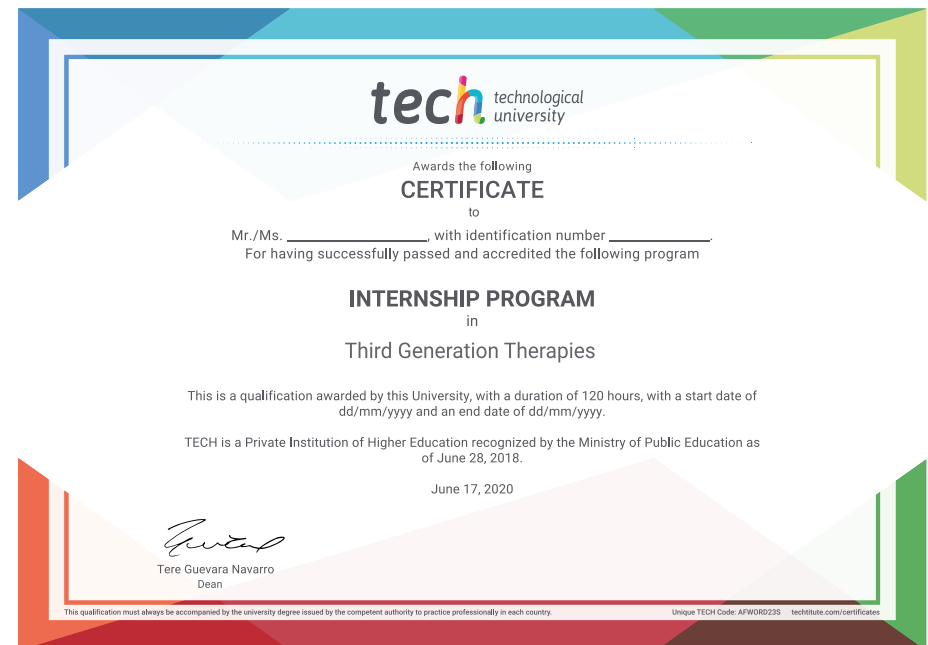 tech technological
university
Awards the following
CERTIFICATE
to
Mr./Ms. ____________________, with identification number ______________.
For having successfully passed and accredited the following program
INTERNSHIP PROGRAM
in
Third Generation Therapies
This is a qualification awarded by this University, with a duration of 120 hours, with a start date of
dd/mm/yyyy and an end date of dd/mm/yyyy.
TECH is a Private Institution of Higher Education recognized by the Ministry of Public Education as
of June 28, 2018.
June 17, 2020
Tere Guevara Navarro
Dean
This qualification must always be accompanied by the university degree issued by the competent authority to practice professionally in each country. Unique TECH Code: AFWORD23S techtitute.com/certificates